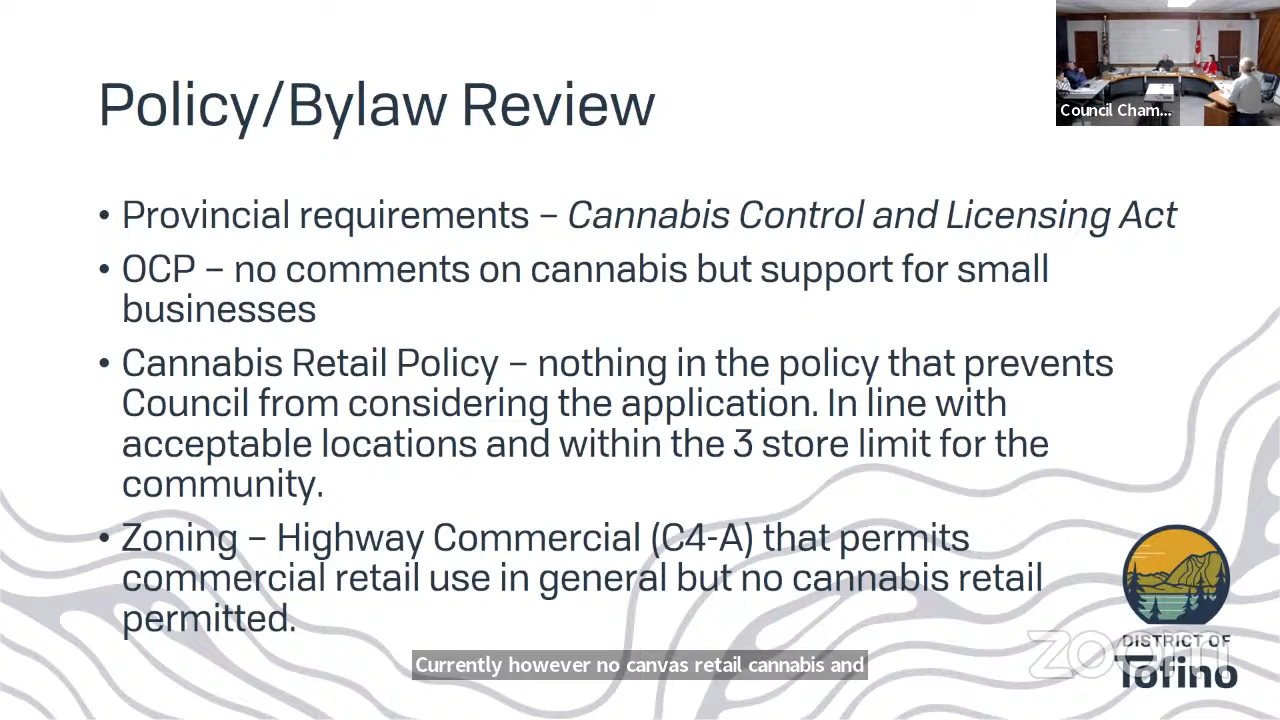 Policy/Bylaw Review
Council Cham...
• Provincial requirements – Cannabis Control and Licensing Act
• OCP – no comments on cannabis but support for small
businesses
• Cannabis Retail Policy – nothing in the policy that prevents
Council from considering the application. In line with
acceptable locations and within the 3 store limit for the
community.
• Zoning – Highway Commercial (C4-A) that permits
commercial retail use in general but no cannabis retail
permitted.
DISTRICT OF
Tofino
zoom
Currently however no canvas retail cannabis and